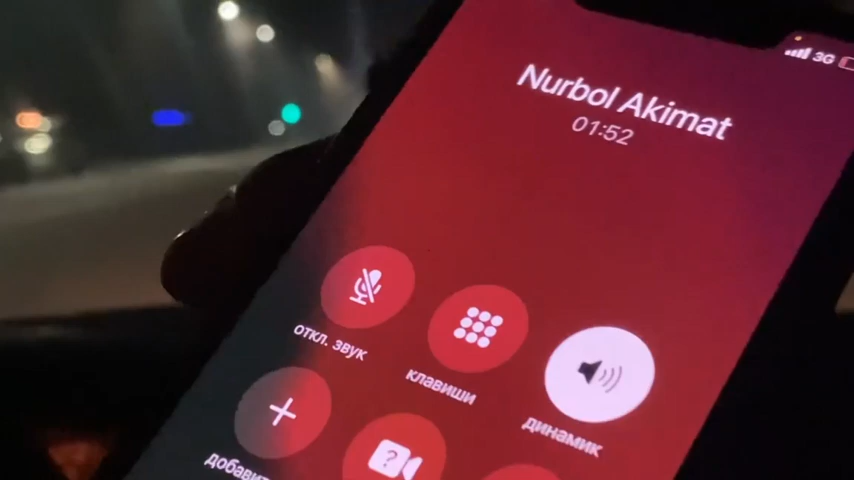 3G
Nurbol Akimat
01:52
откл. звук
клавиши
динамик